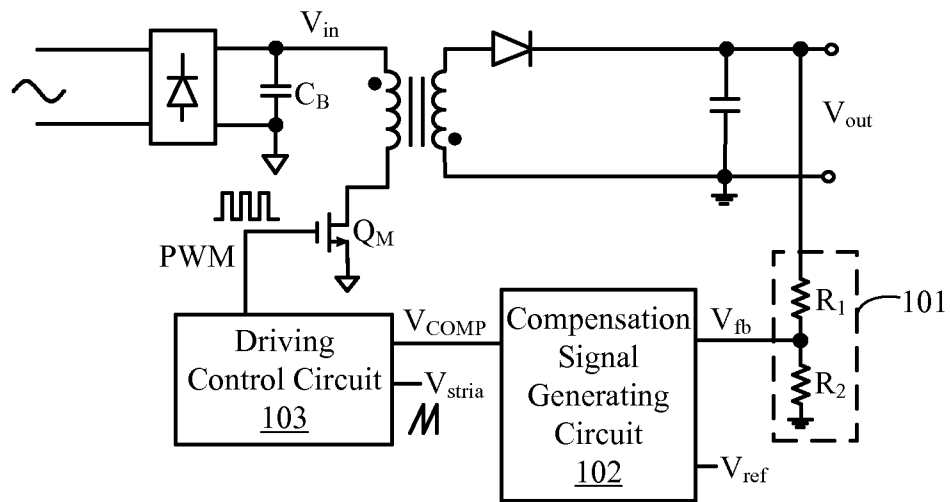 V_in
C_B
V_out
Q_M
PWM
V_COMP
V_fb
R_1
101
R_2
Driving
Control Circuit
103
V_stria
Compensation
Signal
Generating
Circuit
102
V_ref